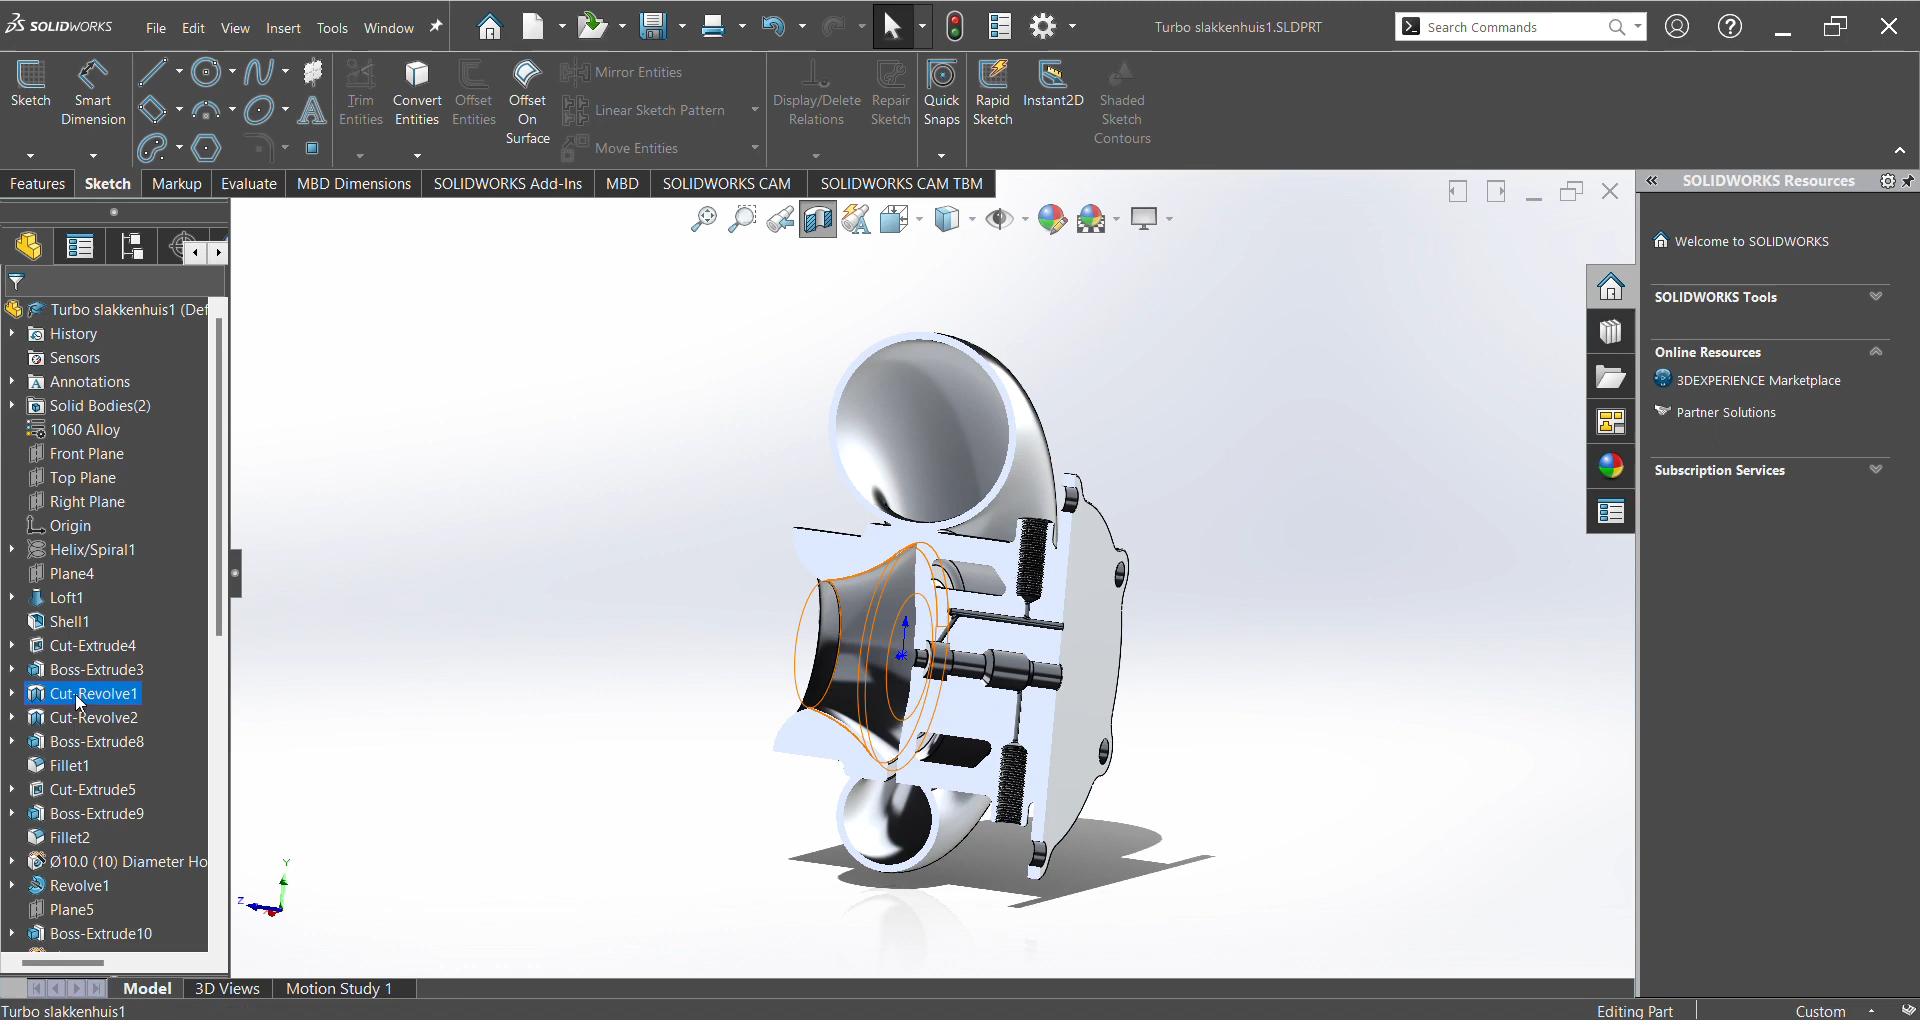 SOLIDWORKS
File Edit View Insert Tools Window
Turbo slakkenhuis1.SLDPRT
Search Commands
Sketch
Smart Dimension
Trim Entities
Convert Entities
Offset Entities
Offset On Surface
Mirror Entities
Linear Sketch Pattern
Move Entities
Display/Delete Relations
Repair Sketch
Quick Snaps
Rapid Sketch
Instant2D
Shaded Sketch Contours
Features Sketch Markup Evaluate MBD Dimensions SOLIDWORKS Add-Ins MBD SOLIDWORKS CAM SOLIDWORKS CAM TBM
Turbo slakkenhuis1 (Def
History
Sensors
Annotations
Solid Bodies(2)
1060 Alloy
Front Plane
Top Plane
Right Plane
Origin
Helix/Spiral1
Plane4
Loft1
Shell1
Cut-Extrude4
Boss-Extrude3
Cut-Revolve1
Cut-Revolve2
Boss-Extrude8
Fillet1
Cut-Extrude5
Boss-Extrude9
Fillet2
Ø10.0 (10) Diameter Ho
Revolve1
Plane5
Boss-Extrude10
Y
Z
SOLIDWORKS Resources
Welcome to SOLIDWORKS
SOLIDWORKS Tools
Online Resources
3DEXPERIENCE Marketplace
Partner Solutions
Subscription Services
Model 3D Views Motion Study 1
Turbo slakkenhuis1
Editing Part
Custom